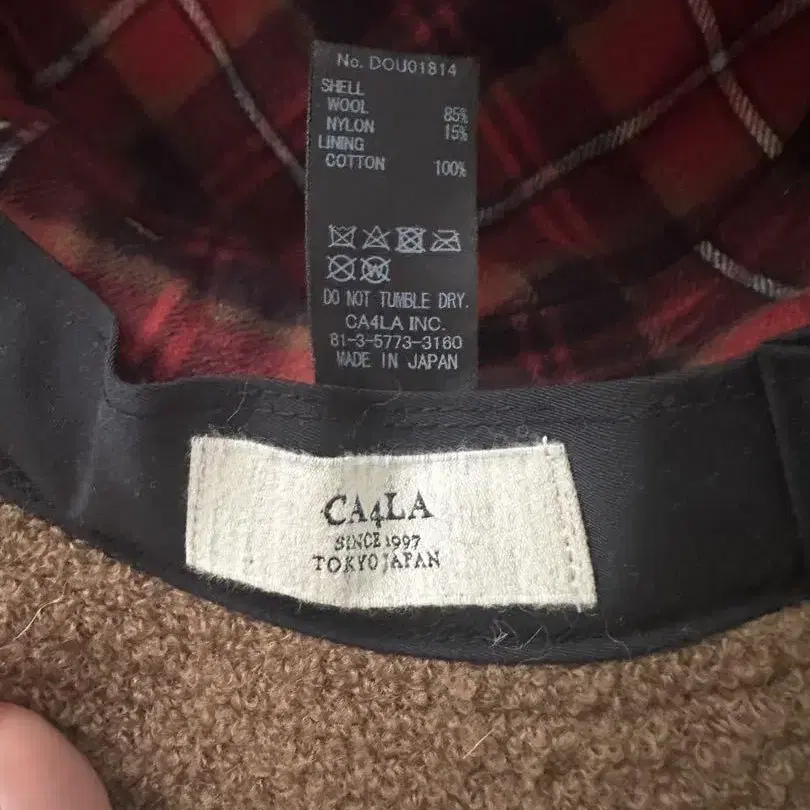 No. DOU01814
SHELL
WOOL 85%
NYLON 15%
LINING
COTTON 100%
DO NOT TUMBLE DRY.
CA4LA INC.
81-3-5773-3160
MADE IN JAPAN
CA4LA
SINCE 1997
TOKYO JAPAN